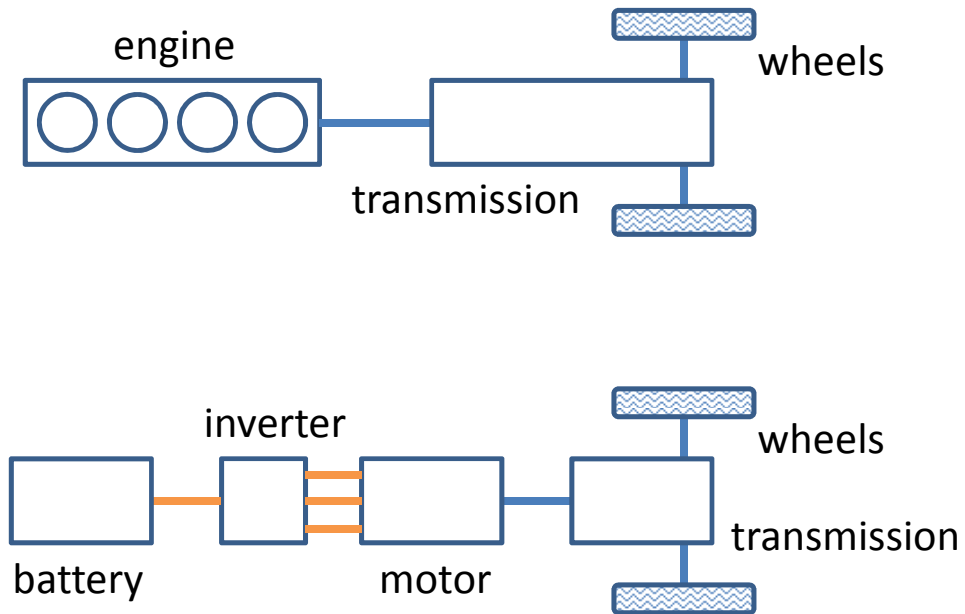 engine
wheels
transmission
inverter
wheels
transmission
battery
motor